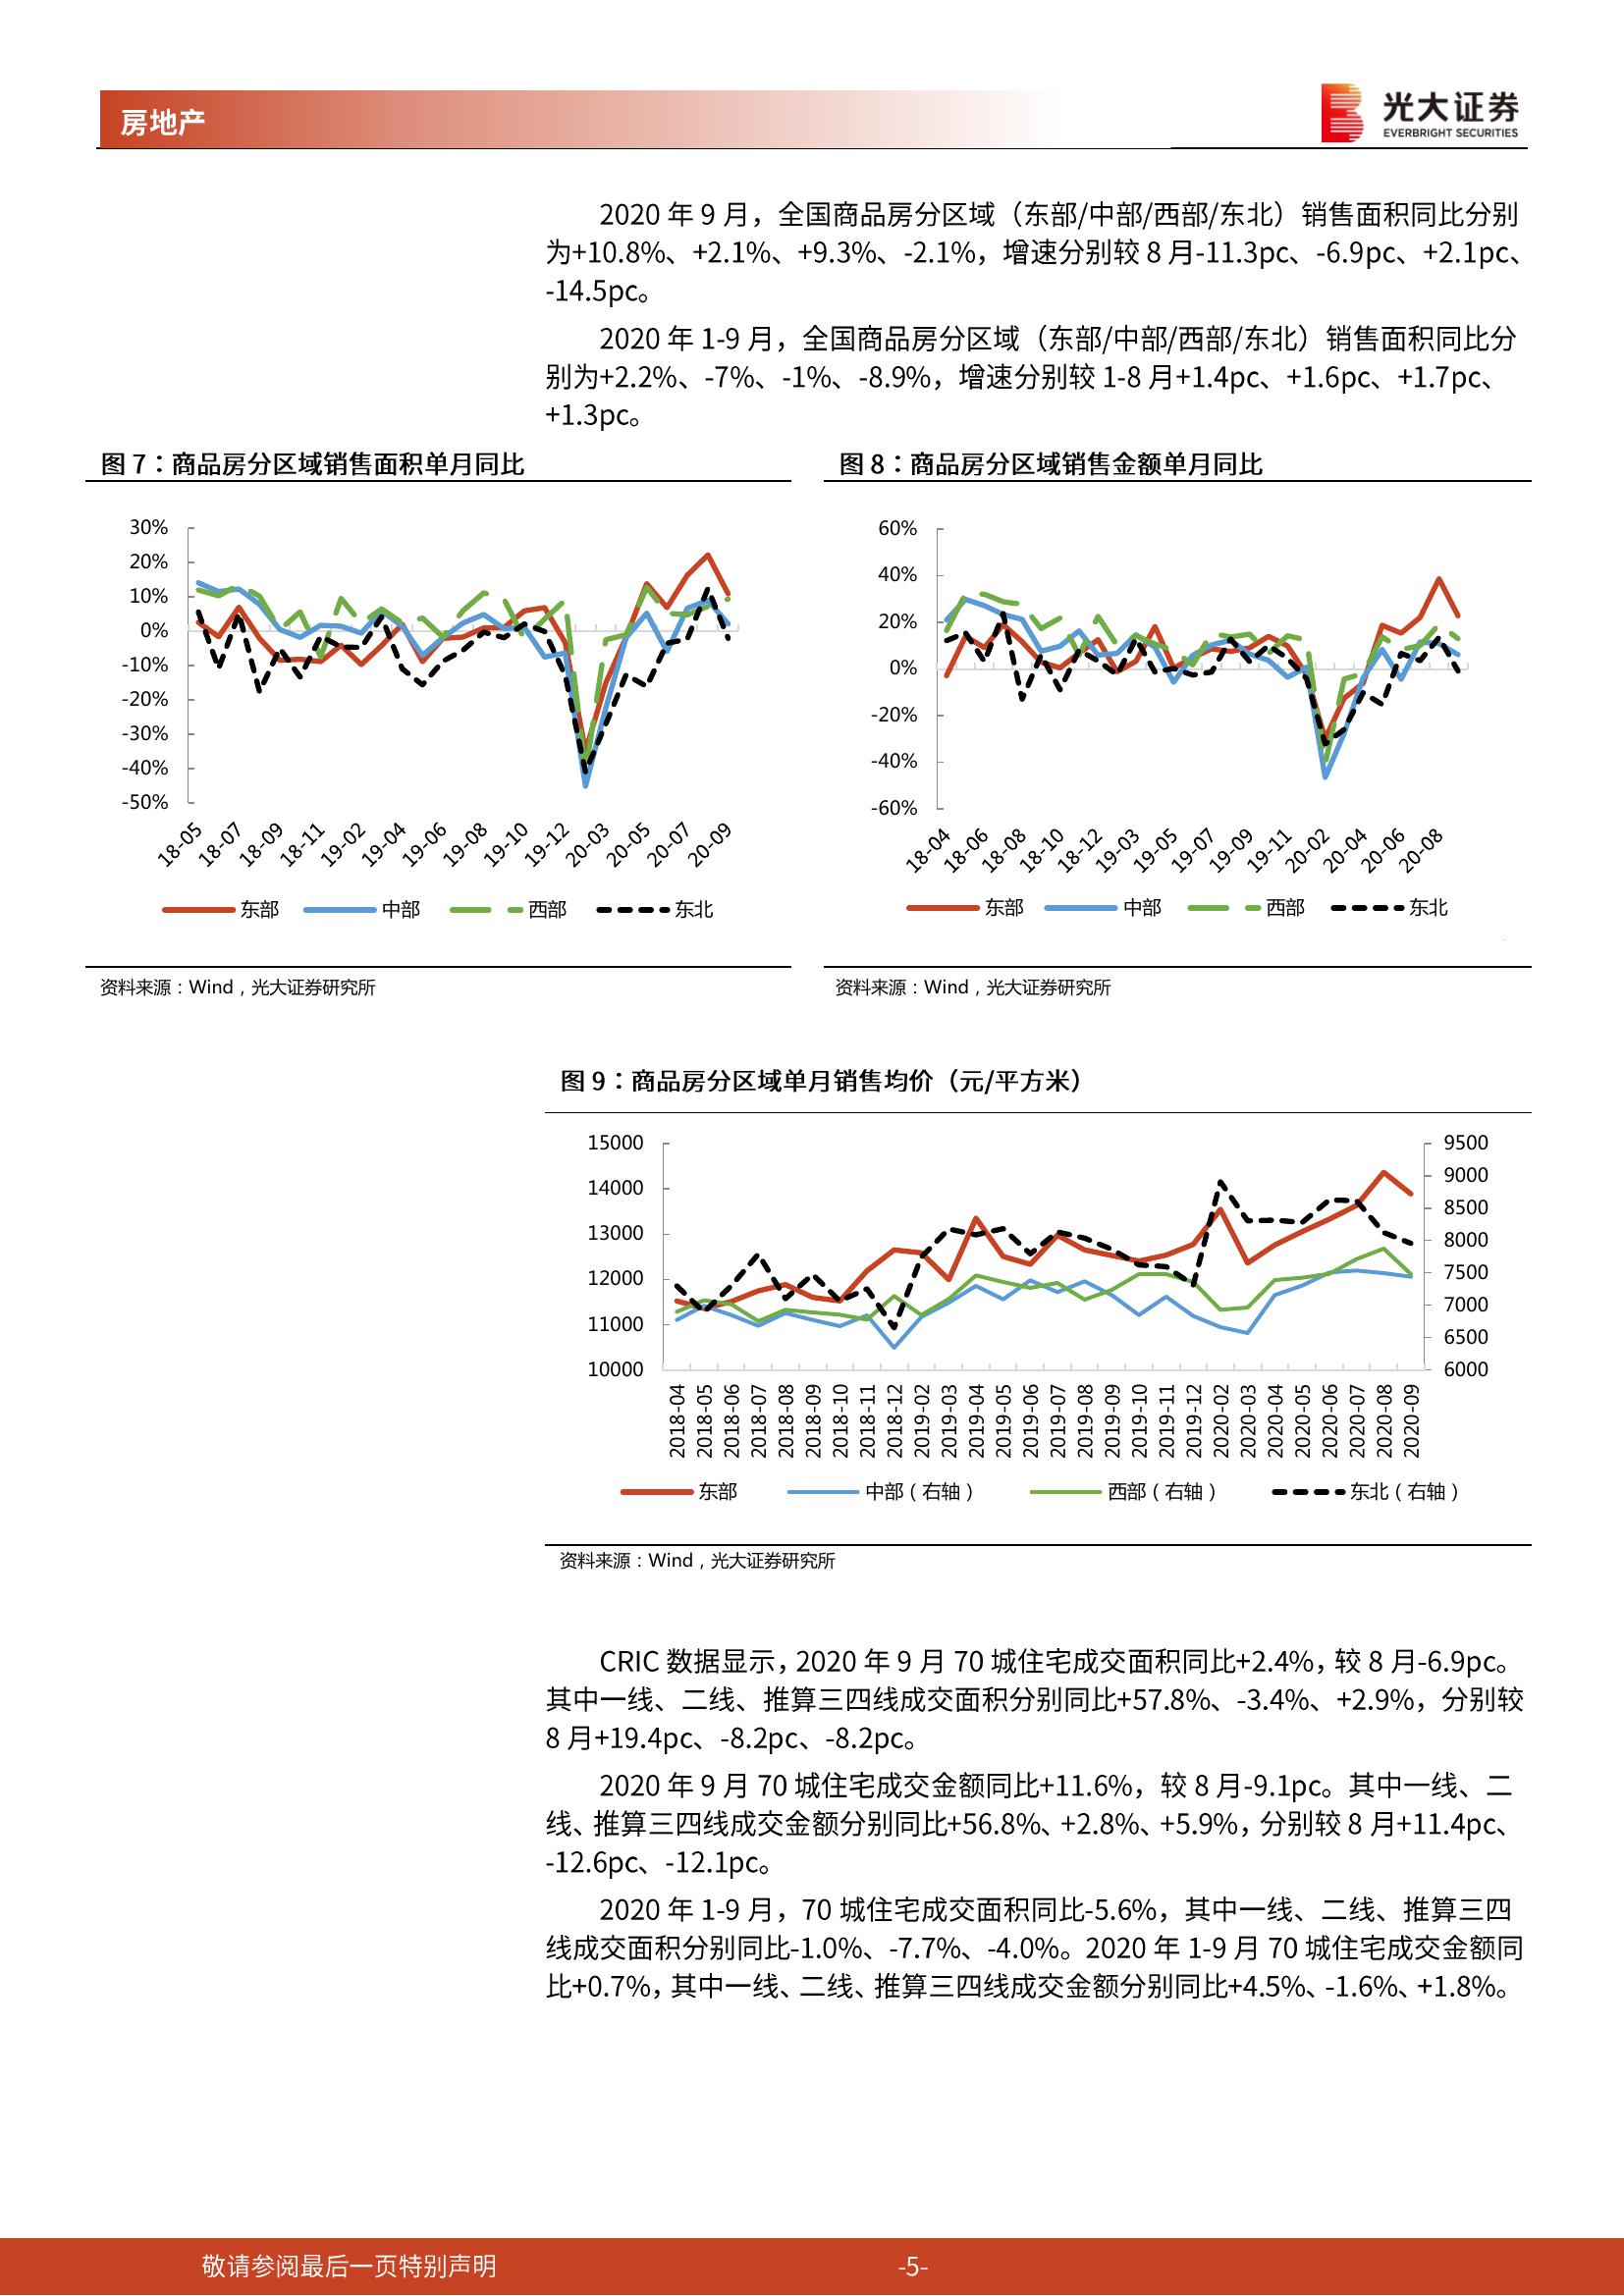 房地产
光大证券
EVERBRIGHT SECURITIES
2020 年 9 月，全国商品房分区域（东部/中部/西部/东北）销售面积同比分别
为+10.8%、+2.1%、+9.3%、-2.1%，增速分别较 8 月-11.3pc、-6.9pc、+2.1pc、
-14.5pc。
2020 年 1-9 月，全国商品房分区域（东部/中部/西部/东北）销售面积同比分
别为+2.2%、-7%、-1%、-8.9%，增速分别较 1-8 月+1.4pc、+1.6pc、+1.7pc、
+1.3pc。
图 7：商品房分区域销售面积单月同比
30%
20%
10%
0%
-10%
-20%
-30%
-40%
-50%
18-05 18-07 18-09 18-11 19-02 19-04 19-06 19-08 19-10 19-12 20-03 20-05 20-07 20-09
东部 中部 西部 东北
资料来源：Wind，光大证券研究所
图 8：商品房分区域销售金额单月同比
60%
40%
20%
0%
-20%
-40%
-60%
18-04 18-06 18-08 18-10 18-12 19-03 19-05 19-07 19-09 19-11 20-02 20-04 20-06 20-08
东部 中部 西部 东北
资料来源：Wind，光大证券研究所
图 9：商品房分区域单月销售均价（元/平方米）
15000
14000
13000
12000
11000
10000
9500
9000
8500
8000
7500
7000
6500
6000
2018-04 2018-05 2018-06 2018-07 2018-08 2018-09 2018-10 2018-11 2018-12 2019-02 2019-03 2019-04 2019-05 2019-06 2019-07 2019-08 2019-09 2019-10 2019-11 2019-12 2020-02 2020-03 2020-04 2020-05 2020-06 2020-07 2020-08 2020-09
东部 中部（右轴） 西部（右轴） 东北（右轴）
资料来源：Wind，光大证券研究所
CRIC 数据显示，2020 年 9 月 70 城住宅成交面积同比+2.4%，较 8 月-6.9pc。
其中一线、二线、推算三四线成交面积分别同比+57.8%、-3.4%、+2.9%，分别较
8 月+19.4pc、-8.2pc、-8.2pc。
2020 年 9 月 70 城住宅成交金额同比+11.6%，较 8 月-9.1pc。其中一线、二
线、推算三四线成交金额分别同比+56.8%、+2.8%、+5.9%，分别较 8 月+11.4pc、
-12.6pc、-12.1pc。
2020 年 1-9 月，70 城住宅成交面积同比-5.6%，其中一线、二线、推算三四
线成交面积分别同比-1.0%、-7.7%、-4.0%。2020 年 1-9 月 70 城住宅成交金额同
比+0.7%，其中一线、二线、推算三四线成交金额分别同比+4.5%、-1.6%、+1.8%。
敬请参阅最后一页特别声明
-5-